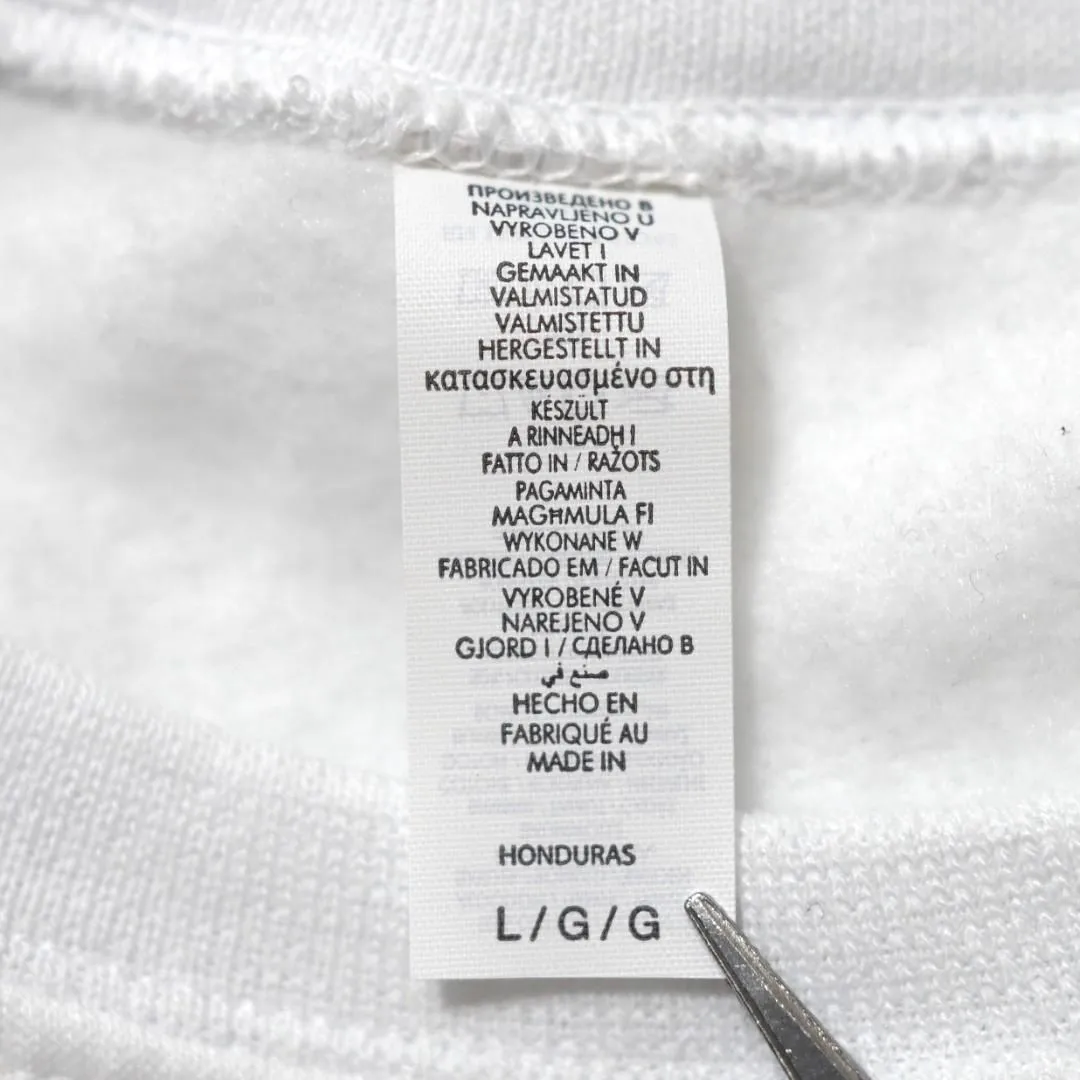 ПРОИЗВЕДЕНО В
NAPRAVLJENO U
VYROBENO V
LAVET I
GEMAAKT IN
VALMISTATUD
VALMISTETTU
HERGESTELLT IN
κατασκευασμένο στη
KÉSZÜLT
A RINNEADH I
FATTO IN / RAŽOTS
PAGAMINTA
MAGĦMULA FI
WYKONANE W
FABRICADO EM / FACUT IN
VYROBENÉ V
NAREJENO V
GJORD I / СДЕЛАНО В
صنع في
HECHO EN
FABRIQUÉ AU
MADE IN
HONDURAS
L/G/G